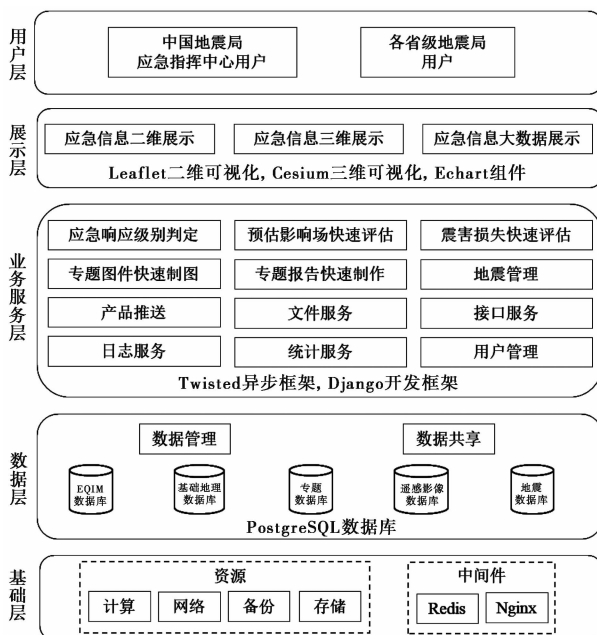 用户层
中国地震局
应急指挥中心用户
各省级地震局
用户
展示层
应急信息二维展示
应急信息三维展示
应急信息大数据展示
Leaflet二维可视化, Cesium三维可视化, Echart组件
业务服务层
应急响应级别判定
预估影响场快速评估
震害损失快速评估
专题图件快速制图
专题报告快速制作
地震管理
产品推送
文件服务
接口服务
日志服务
统计服务
用户管理
Twisted异步框架, Django开发框架
数据层
数据管理
数据共享
EQIM
数据库
基础地理
数据库
专题
数据库
遥感影像
数据库
地震
数据库
PostgreSQL数据库
基础层
资源
计算
网络
备份
存储
中间件
Redis
Nginx